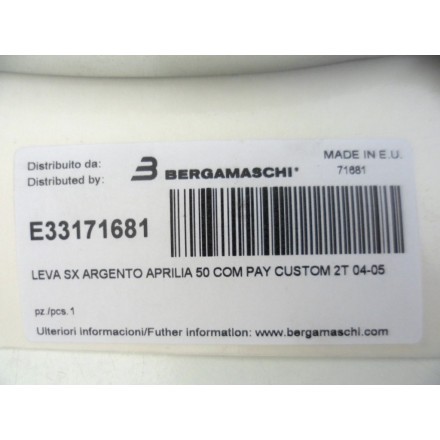 Distribuito da:
Distributed by:
BERGAMASCHI
MADE IN E.U.
71681
E33171681
LEVA SX ARGENTO APRILIA 50 COM PAY CUSTOM 2T 04-05
pz./pcs. 1
Ulteriori informacioni/Futher information: www.bergamaschi.com